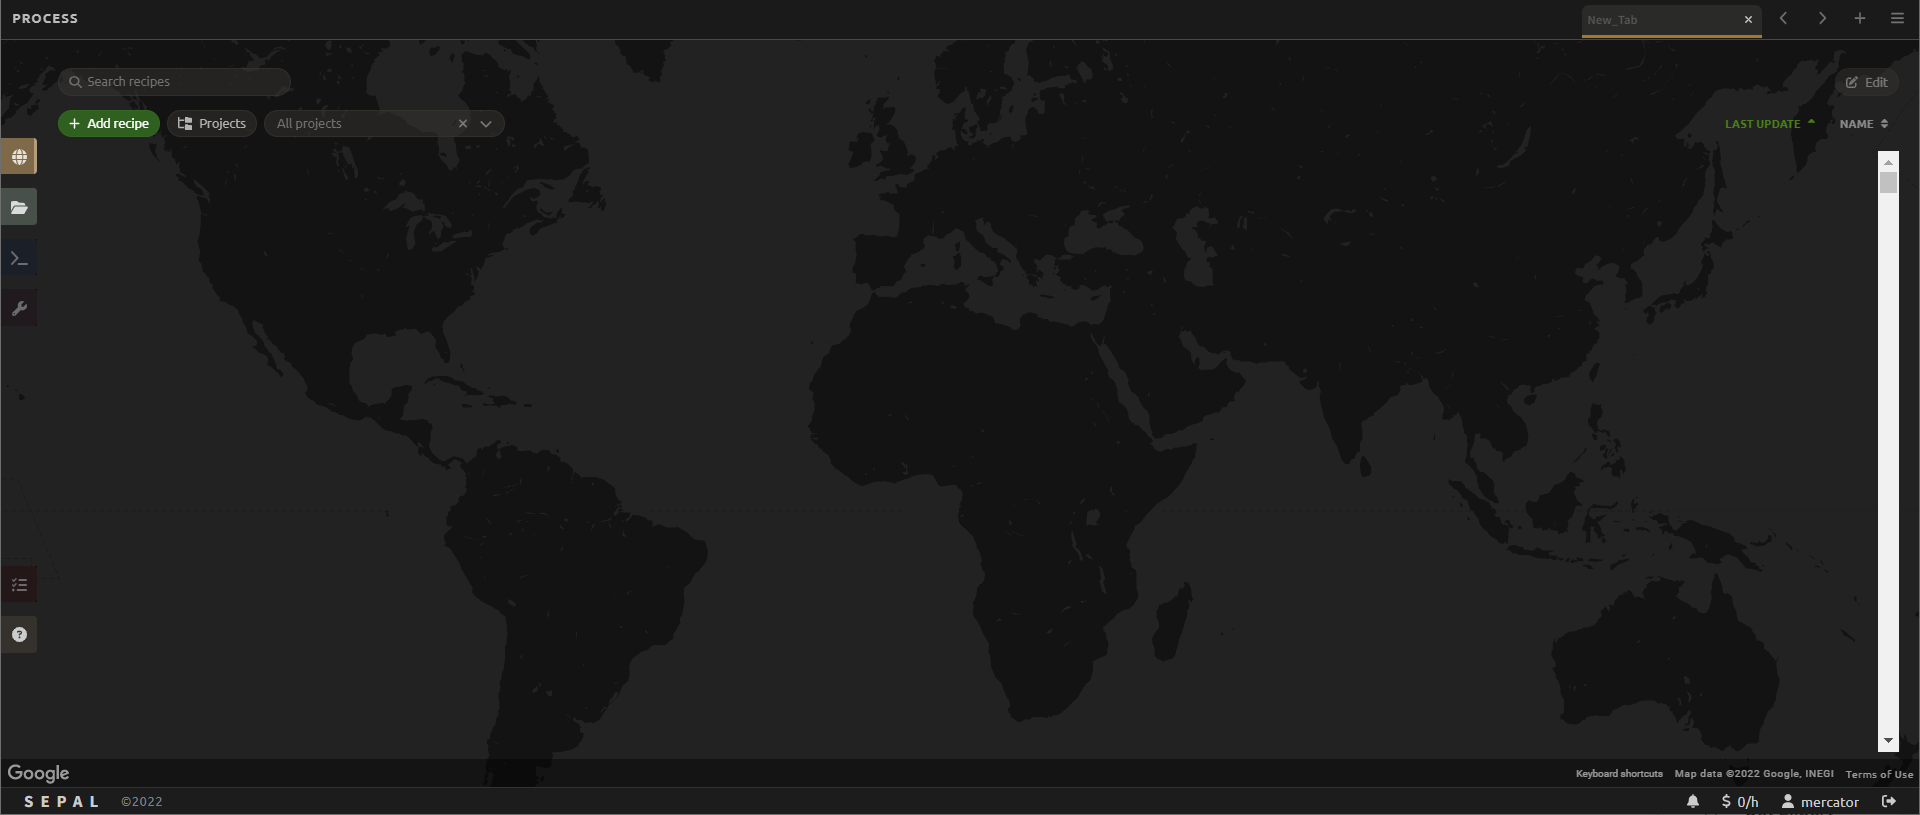 PROCESS
New_Tab
Search recipes
Edit
Add recipe
Projects
All projects
LAST UPDATE
NAME
Google
Keyboard shortcuts
Map data ©2022 Google, INEGI
Terms of Use
SEPAL
©2022
$ 0/h
mercator